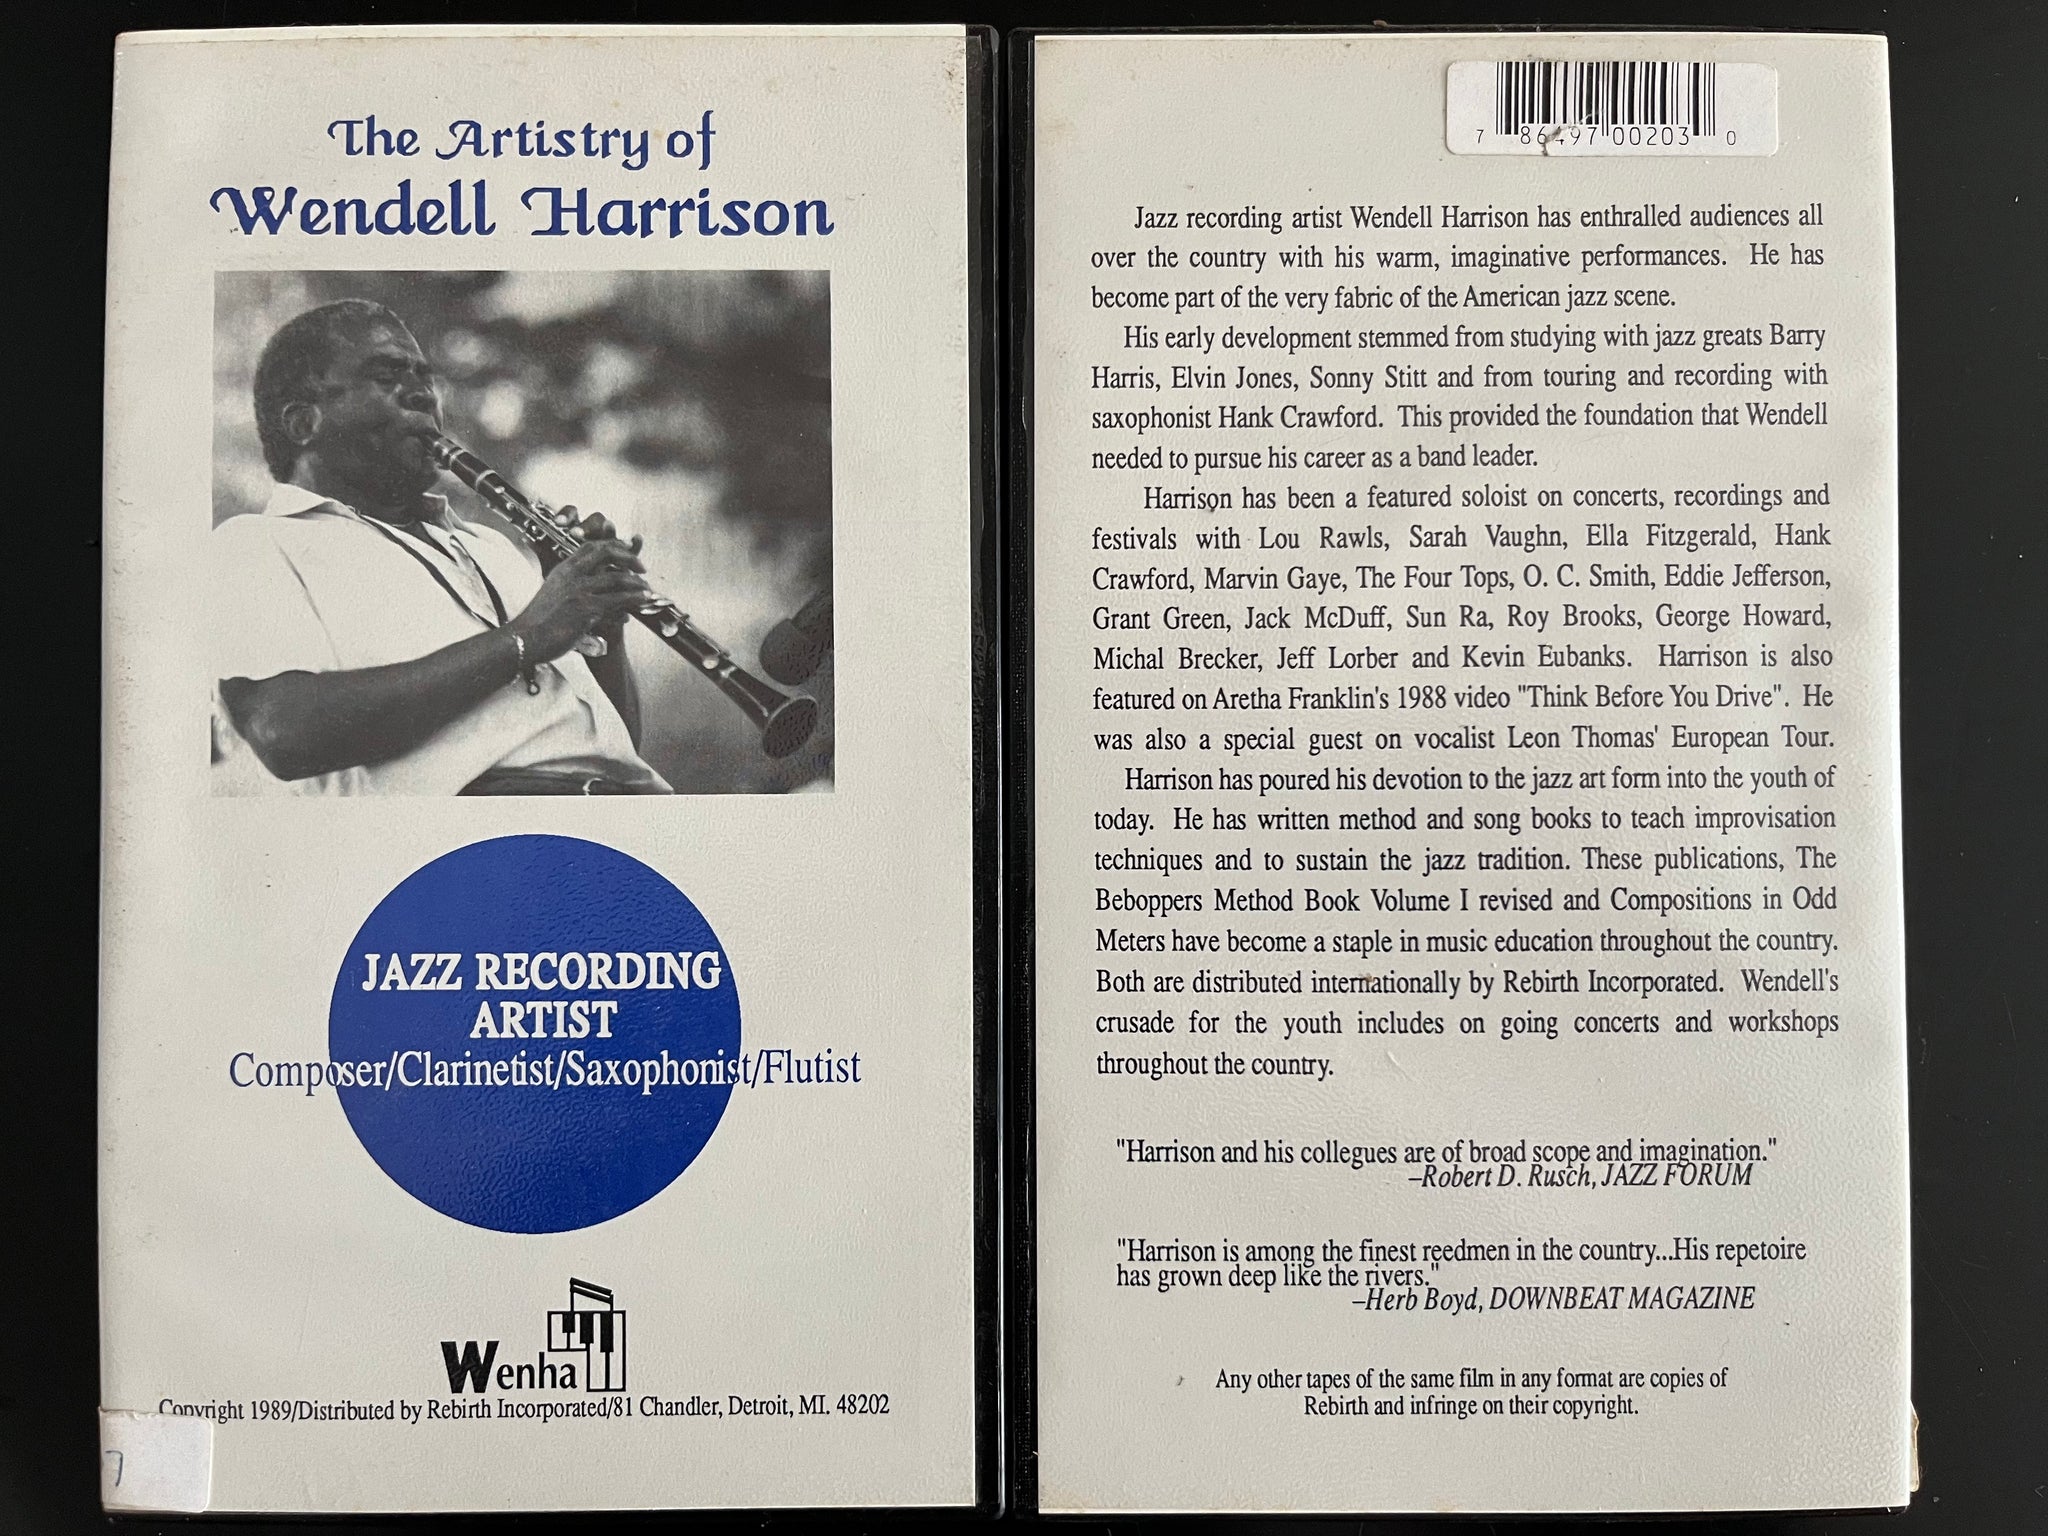 The Artistry of
Wendell Harrison
JAZZ RECORDING
ARTIST
Composer/Clarinetist/Saxophonist/Flutist
Wenha
Copyright 1989/Distributed by Rebirth Incorporated/81 Chandler, Detroit, MI. 48202
7
7 86497 00203 0
Jazz recording artist Wendell Harrison has enthralled audiences all
over the country with his warm, imaginative performances. He has
become part of the very fabric of the American jazz scene.
His early development stemmed from studying with jazz greats Barry
Harris, Elvin Jones, Sonny Stitt and from touring and recording with
saxophonist Hank Crawford. This provided the foundation that Wendell
needed to pursue his career as a band leader.
Harrison has been a featured soloist on concerts, recordings and
festivals with Lou Rawls, Sarah Vaughn, Ella Fitzgerald, Hank
Crawford, Marvin Gaye, The Four Tops, O. C. Smith, Eddie Jefferson,
Grant Green, Jack McDuff, Sun Ra, Roy Brooks, George Howard,
Michal Brecker, Jeff Lorber and Kevin Eubanks. Harrison is also
featured on Aretha Franklin's 1988 video "Think Before You Drive". He
was also a special guest on vocalist Leon Thomas' European Tour.
Harrison has poured his devotion to the jazz art form into the youth of
today. He has written method and song books to teach improvisation
techniques and to sustain the jazz tradition. These publications, The
Beboppers Method Book Volume I revised and Compositions in Odd
Meters have become a staple in music education throughout the country.
Both are distributed internationally by Rebirth Incorporated. Wendell's
crusade for the youth includes on going concerts and workshops
throughout the country.
"Harrison and his collegues are of broad scope and imagination."
–Robert D. Rusch, JAZZ FORUM
"Harrison is among the finest reedmen in the country...His repetoire
has grown deep like the rivers."
–Herb Boyd, DOWNBEAT MAGAZINE
Any other tapes of the same film in any format are copies of
Rebirth and infringe on their copyright.